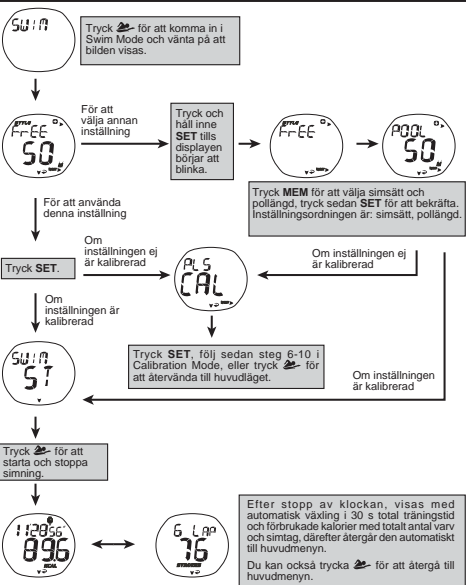 SWIM
Tryck för att komma in i
Swim Mode och vänta på att
bilden visas.
STYLE
FrEE
50
M
För att
välja annan
inställning
Tryck och
håll inne
SET tills
displayen
börjar att
blinka.
FrEE
POOL
50
M
Tryck MEM för att välja simsätt och
pollängd, tryck sedan SET för att bekräfta.
Inställningsordningen är: simsätt, pollängd.
För att använda
denna inställning
Tryck SET.
Om
inställningen ej
är kalibrerad
PLS
CAL
Om inställningen ej
är kalibrerad
Om
inställningen är
kalibrerad
Tryck SET, följ sedan steg 6-10 i
Calibration Mode, eller tryck för
att återvända till huvudläget.
Om inställningen
är kalibrerad
SWIM
ST
Tryck för att
starta och stoppa
simning.
112856
89.6
KCAL
6 LAP
76
STROKES
Efter stopp av klockan, visas med
automatisk växling i 30 s total träningstid
och förbrukade kalorier med totalt antal varv
och simtag, därefter återgår den automatiskt
till huvudmenyn.
Du kan också trycka för att återgå till
huvudmenyn.